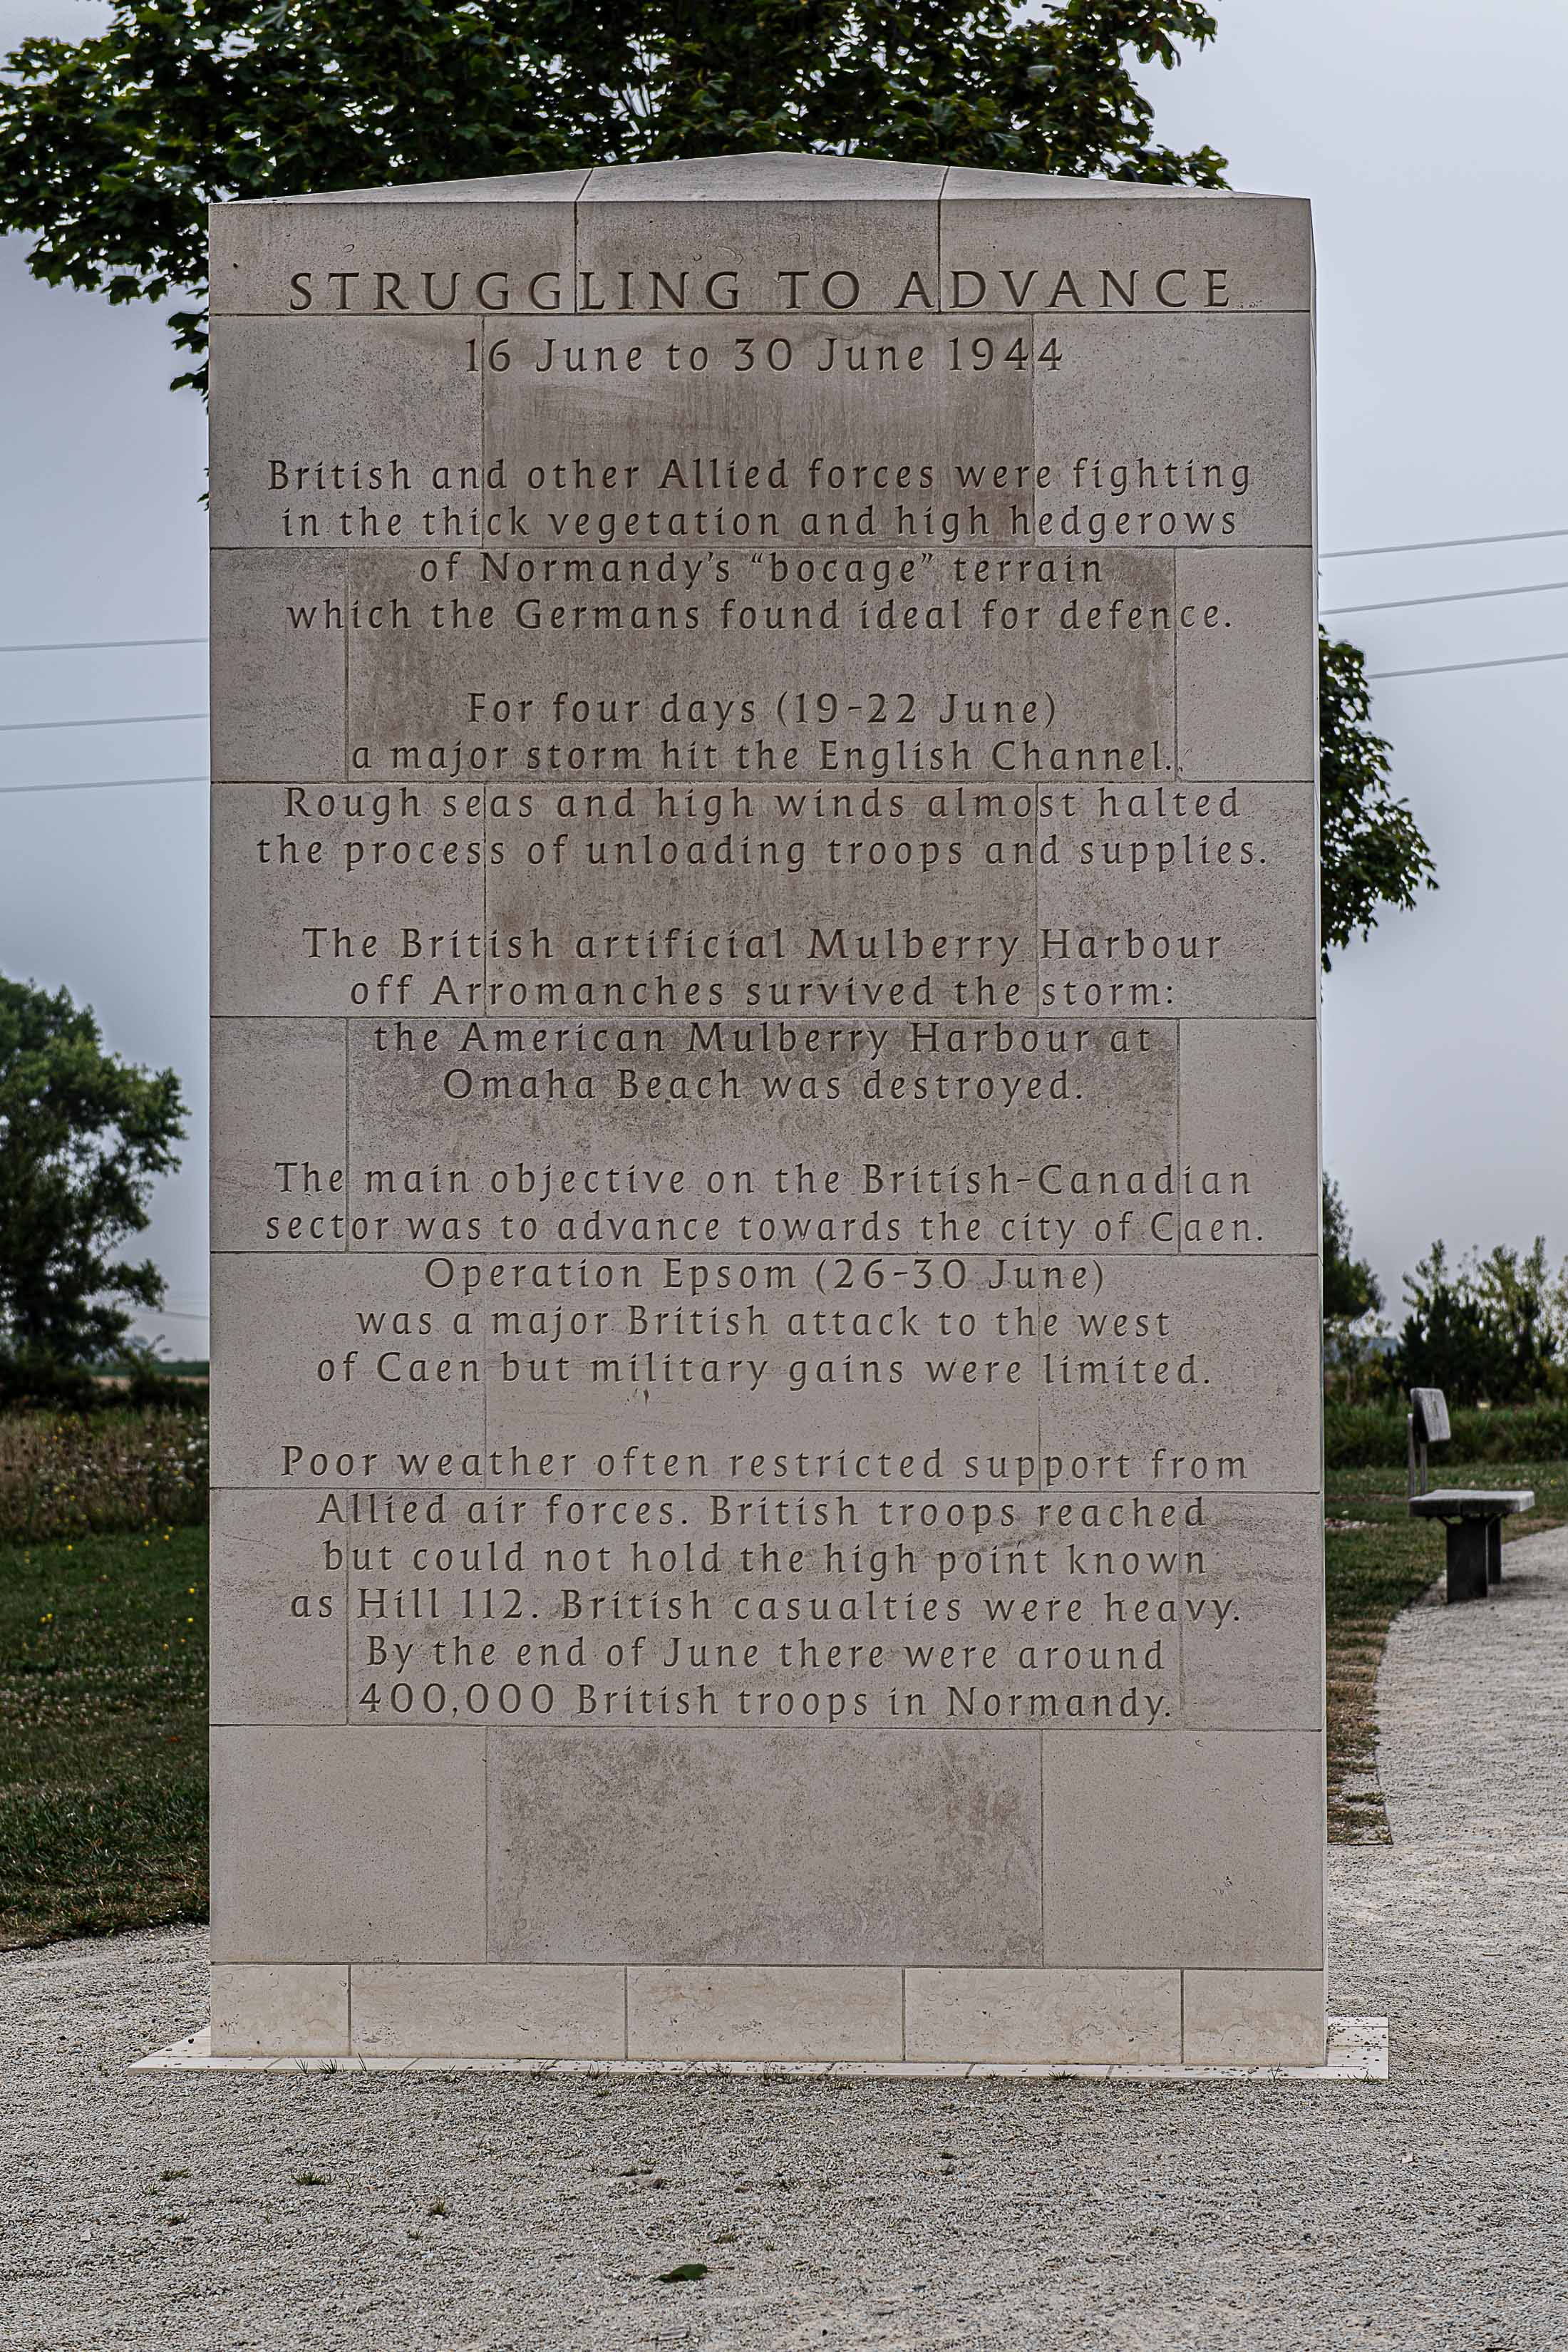 STRUGGLING TO ADVANCE
16 June to 30 June 1944
British and other Allied forces were fighting
in the thick vegetation and high hedgerows
of Normandy's “bocage” terrain
which the Germans found ideal for defence.
For four days (19-22 June)
a major storm hit the English Channel.
Rough seas and high winds almost halted
the process of unloading troops and supplies.
The British artificial Mulberry Harbour
off Arromanches survived the storm:
the American Mulberry Harbour at
Omaha Beach was destroyed.
The main objective on the British-Canadian
sector was to advance towards the city of Caen.
Operation Epsom (26-30 June)
was a major British attack to the west
of Caen but military gains were limited.
Poor weather often restricted support from
Allied air forces. British troops reached
but could not hold the high point known
as Hill 112. British casualties were heavy.
By the end of June there were around
400,000 British troops in Normandy.